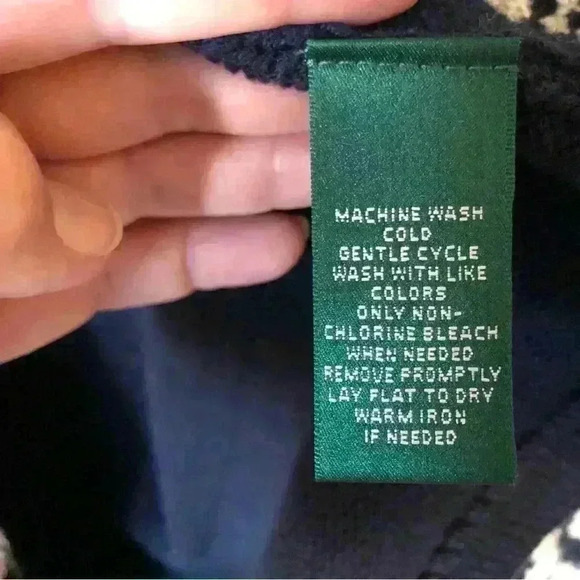 MACHINE WASH
COLD
GENTLE CYCLE
WASH WITH LIKE
COLORS
ONLY NON-
CHLORINE BLEACH
WHEN NEEDED
REMOVE PROMPTLY
LAY FLAT TO DRY
WARM IRON
IF NEEDED